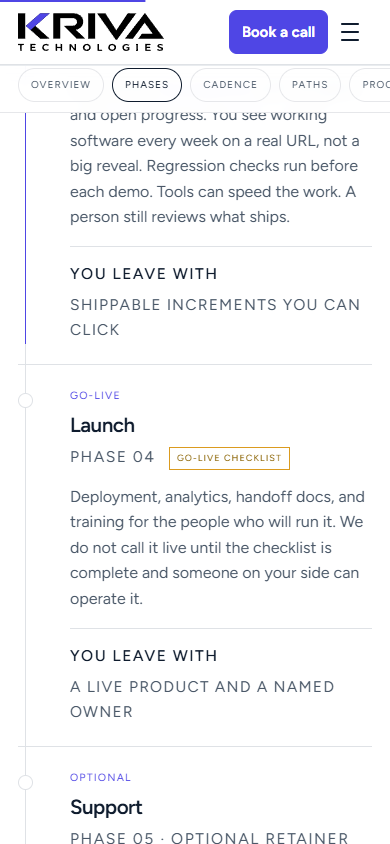 KRIVA
TECHNOLOGIES
Book a call
OVERVIEW
PHASES
CADENCE
PATHS
and open progress. You see working
software every week on a real URL, not a
big reveal. Regression checks run before
each demo. Tools can speed the work. A
person still reviews what ships.
YOU LEAVE WITH
SHIPPABLE INCREMENTS YOU CAN
CLICK
GO-LIVE
Launch
PHASE 04
GO-LIVE CHECKLIST
Deployment, analytics, handoff docs, and
training for the people who will run it. We
do not call it live until the checklist is
complete and someone on your side can
operate it.
YOU LEAVE WITH
A LIVE PRODUCT AND A NAMED
OWNER
OPTIONAL
Support
PHASE 05 · OPTIONAL RETAINER